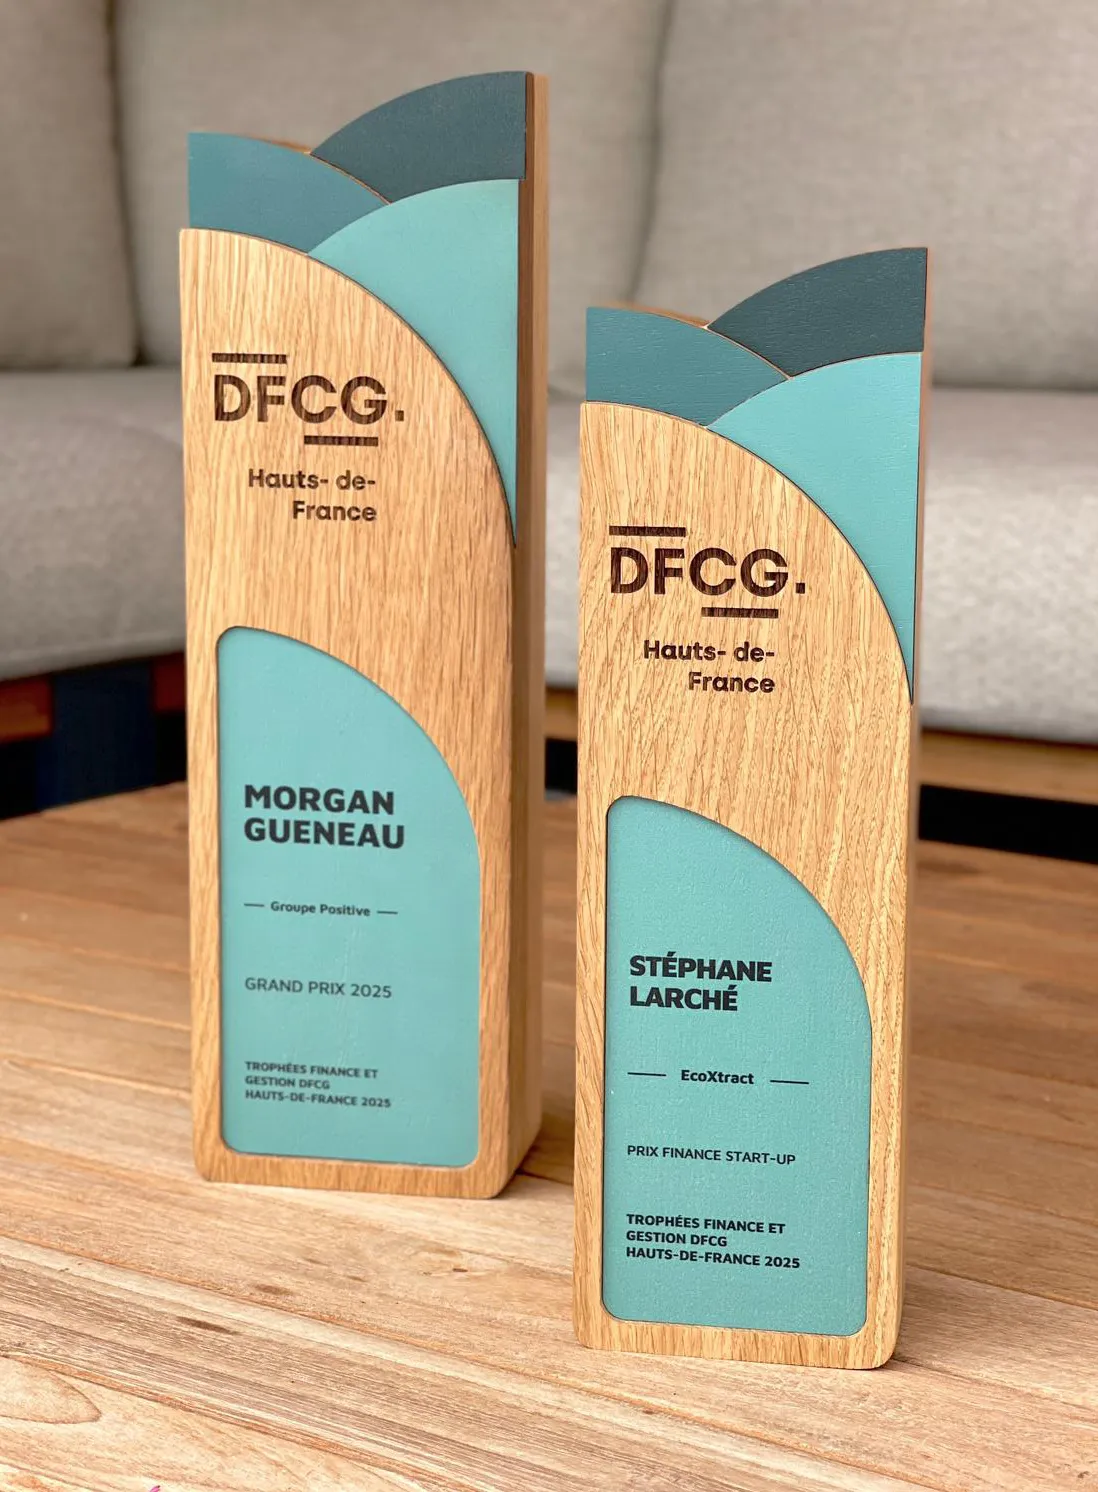 DFCG.
Hauts- de-
France
MORGAN
GUENEAU
Groupe Positive
GRAND PRIX 2025
TROPHÉES FINANCE ET
GESTION DFCG
HAUTS-DE-FRANCE 2025
DFCG.
Hauts- de-
France
STÉPHANE
LARCHÉ
EcoXtract
PRIX FINANCE START-UP
TROPHÉES FINANCE ET
GESTION DFCG
HAUTS-DE-FRANCE 2025